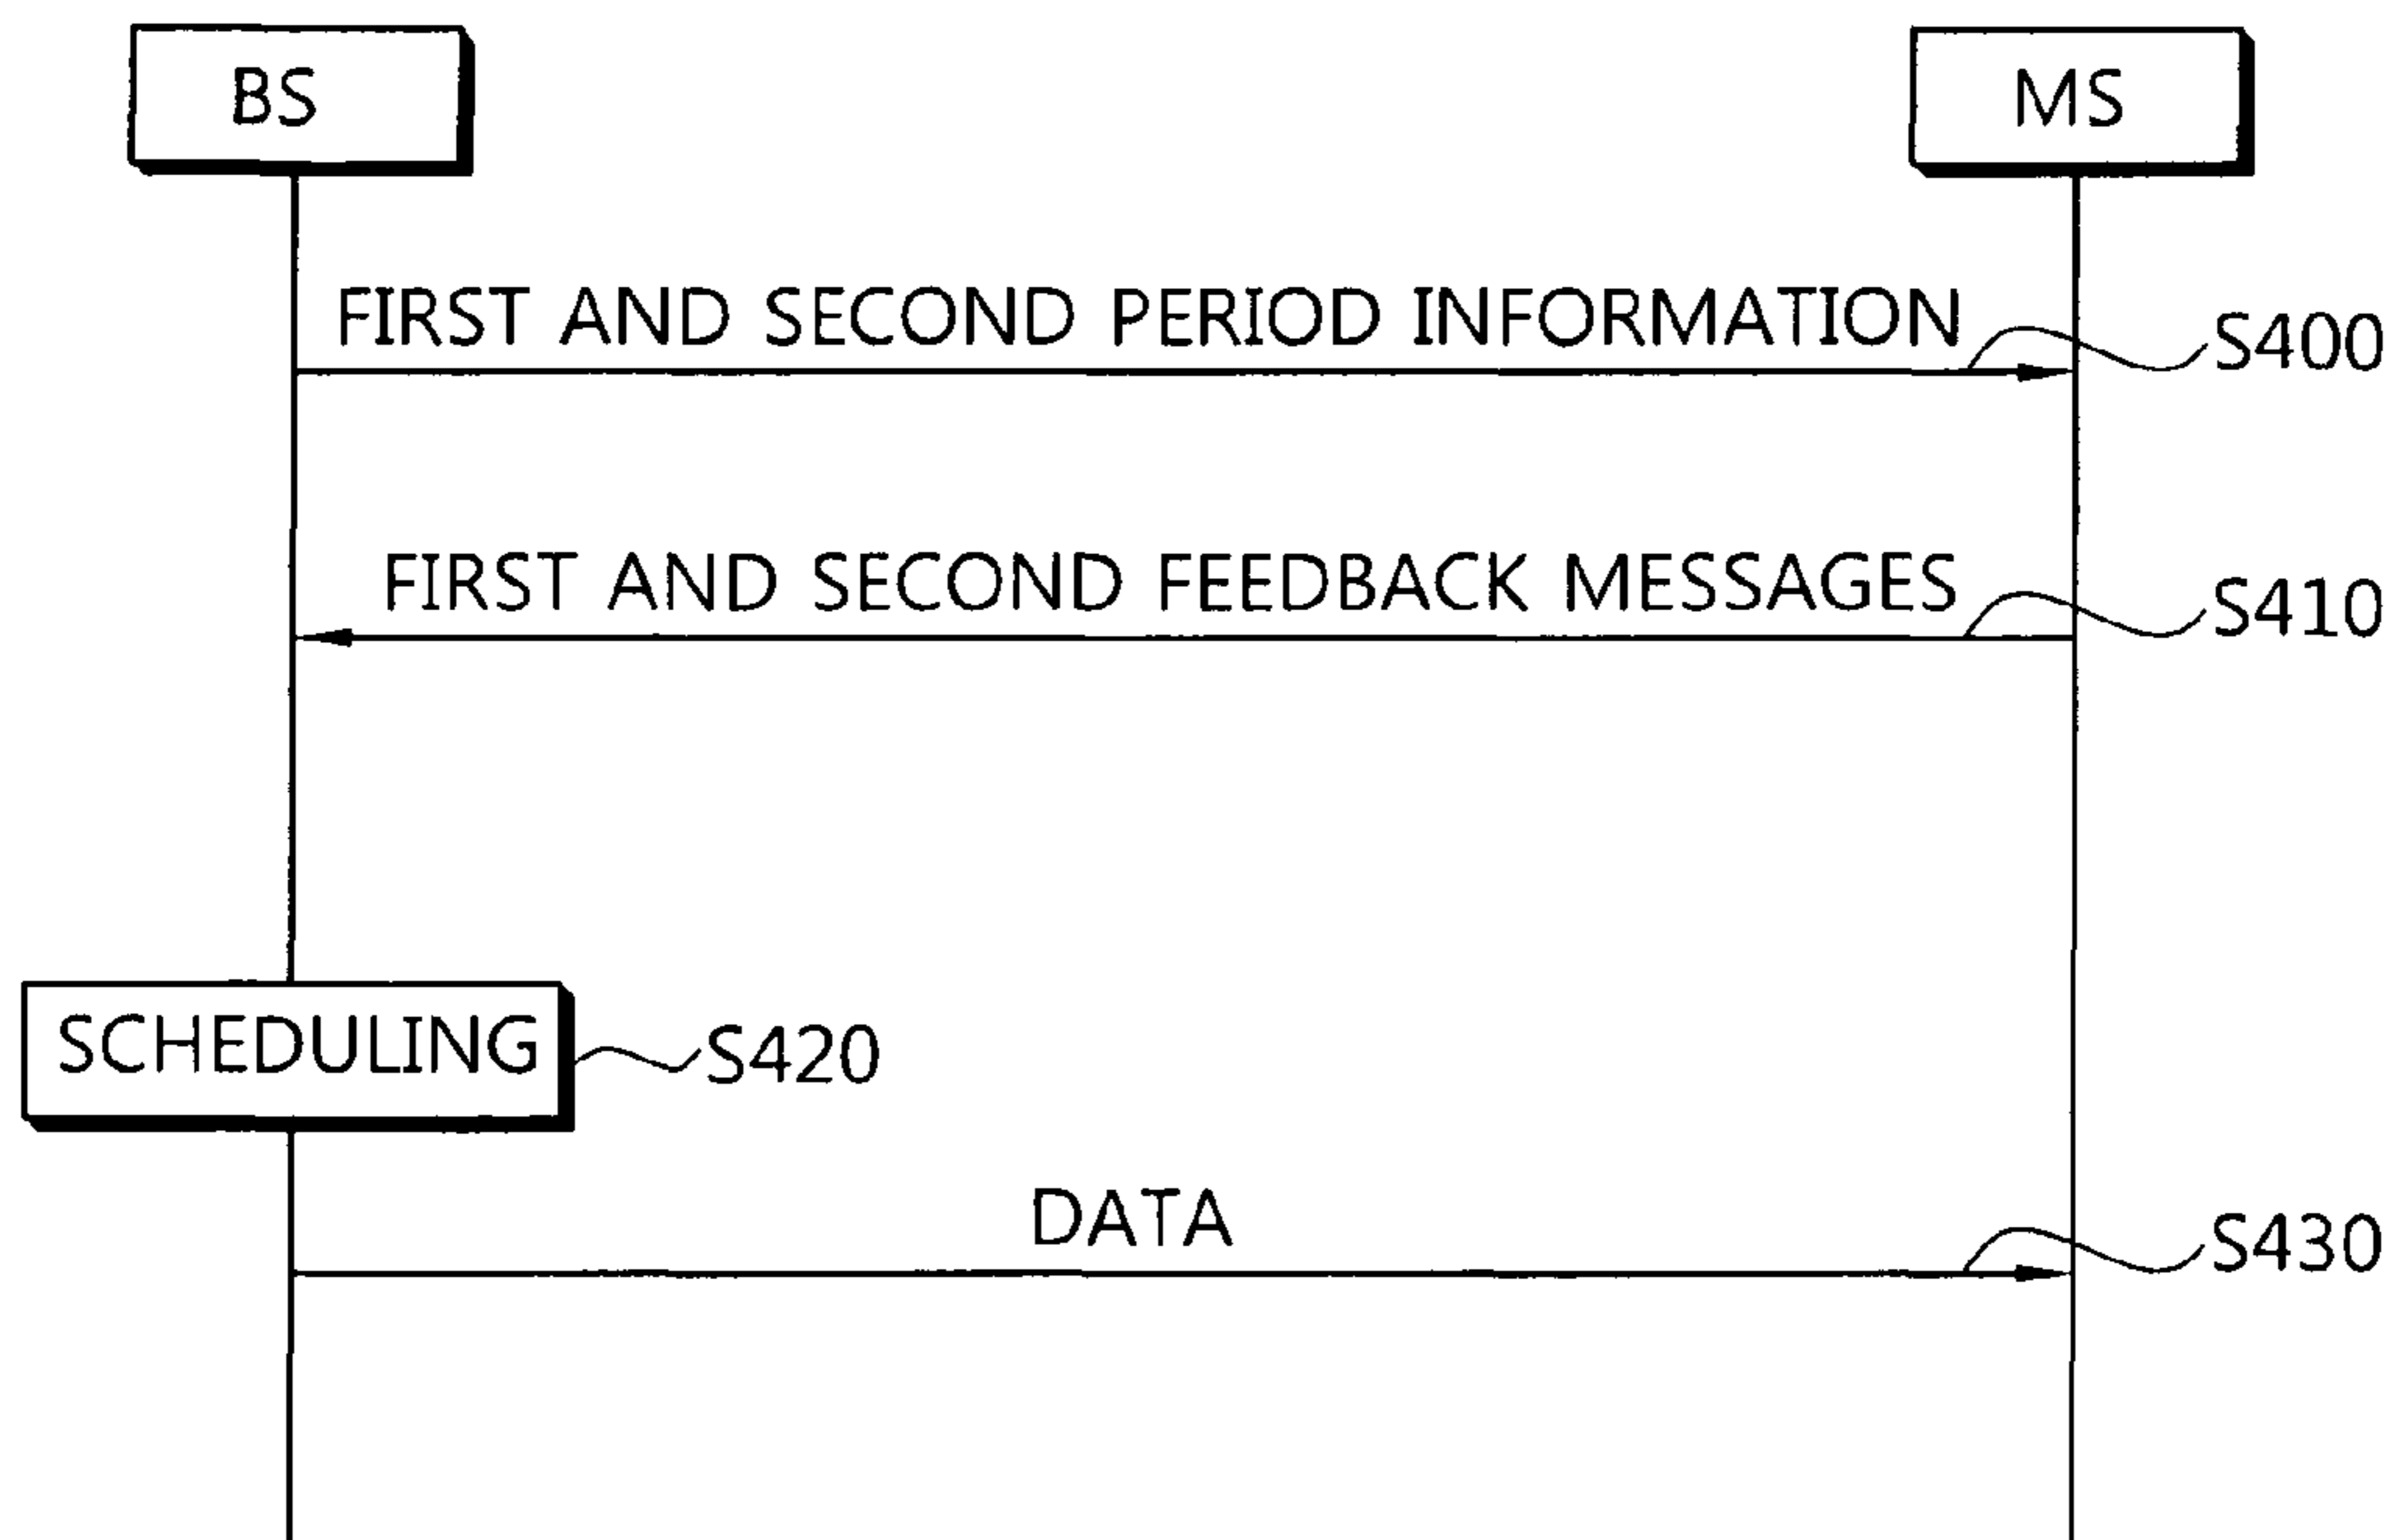 BS
MS
FIRST AND SECOND PERIOD INFORMATION
S400
FIRST AND SECOND FEEDBACK MESSAGES
S410
SCHEDULING
S420
DATA
S430